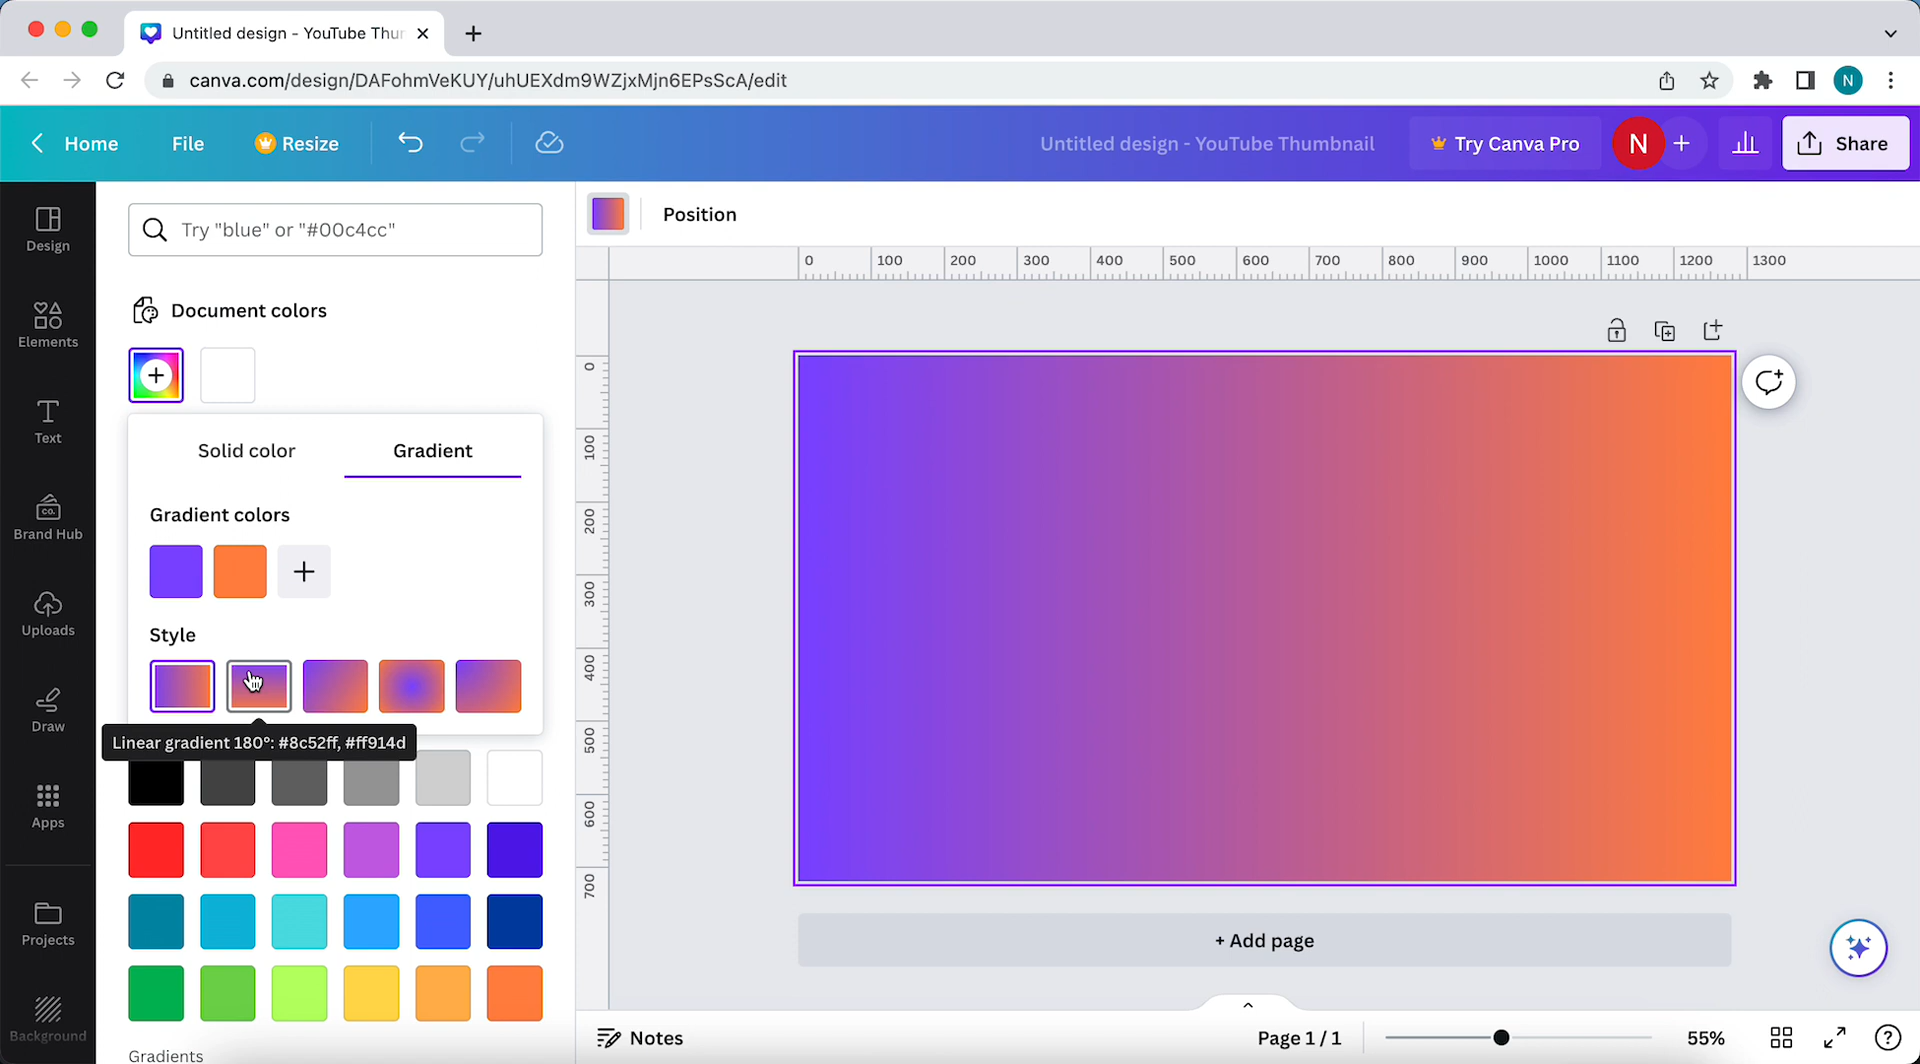 Untitled design - YouTube Thu
canva.com/design/DAFohmVeKUY/uhUEXdm9WZjxMjn6EPsScA/edit
N
Home
File
Resize
Untitled design - YouTube Thumbnail
Try Canva Pro
N
Share
Design
Elements
Text
CO.
Brand Hub
Uploads
Draw
Apps
Projects
Background
Try "blue" or "#00c4cc"
Document colors
Solid color
Gradient
Gradient colors
Style
Linear gradient 180°: #8c52ff, #ff914d
Gradients
Position
0 100 200 300 400 500 600 700 800 900 1000 1100 1200 1300
0
100
200
300
400
500
600
700
+ Add page
Notes
Page 1 / 1
55%
?